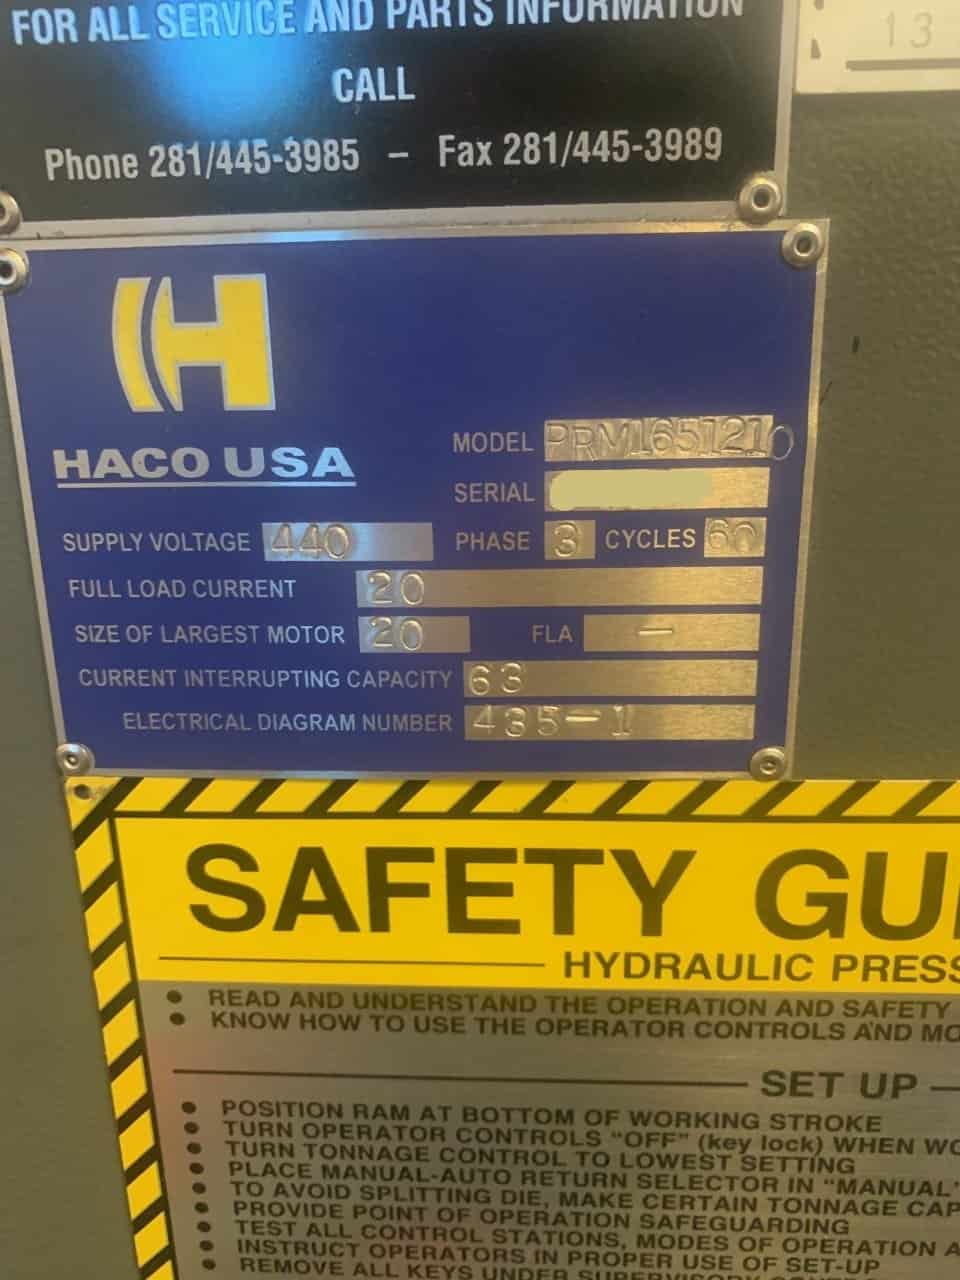 FOR ALL SERVICE AND PARTS INFORMATION
CALL
Phone 281/445-3985 – Fax 281/445-3989
13
H
HACO USA
MODEL PRM1651210
SERIAL
SUPPLY VOLTAGE 440 PHASE 3 CYCLES 60
FULL LOAD CURRENT 20
SIZE OF LARGEST MOTOR 20 FLA —
CURRENT INTERRUPTING CAPACITY 63
ELECTRICAL DIAGRAM NUMBER 435-1
SAFETY
HYDRAULIC PRESS
• READ AND UNDERSTAND THE OPERATION AND SAFETY
• KNOW HOW TO USE THE OPERATOR CONTROLS AND
SET UP
• POSITION RAM AT BOTTOM OF WORKING STROKE
• TURN OPERATOR CONTROLS "OFF" (key lock) WHEN
• TURN TONNAGE CONTROL TO LOWEST SETTING
• PLACE MANUAL-AUTO RETURN SELECTOR IN "MANUAL"
• TO AVOID SPLITTING DIE, MAKE CERTAIN TONNAGE
• PROVIDE POINT OF OPERATION SAFEGUARDING
• TEST ALL CONTROL STATIONS, MODES OF OPERATION
• INSTRUCT OPERATORS IN PROPER USE OF SET-UP
• REMOVE ALL KEYS UNDER